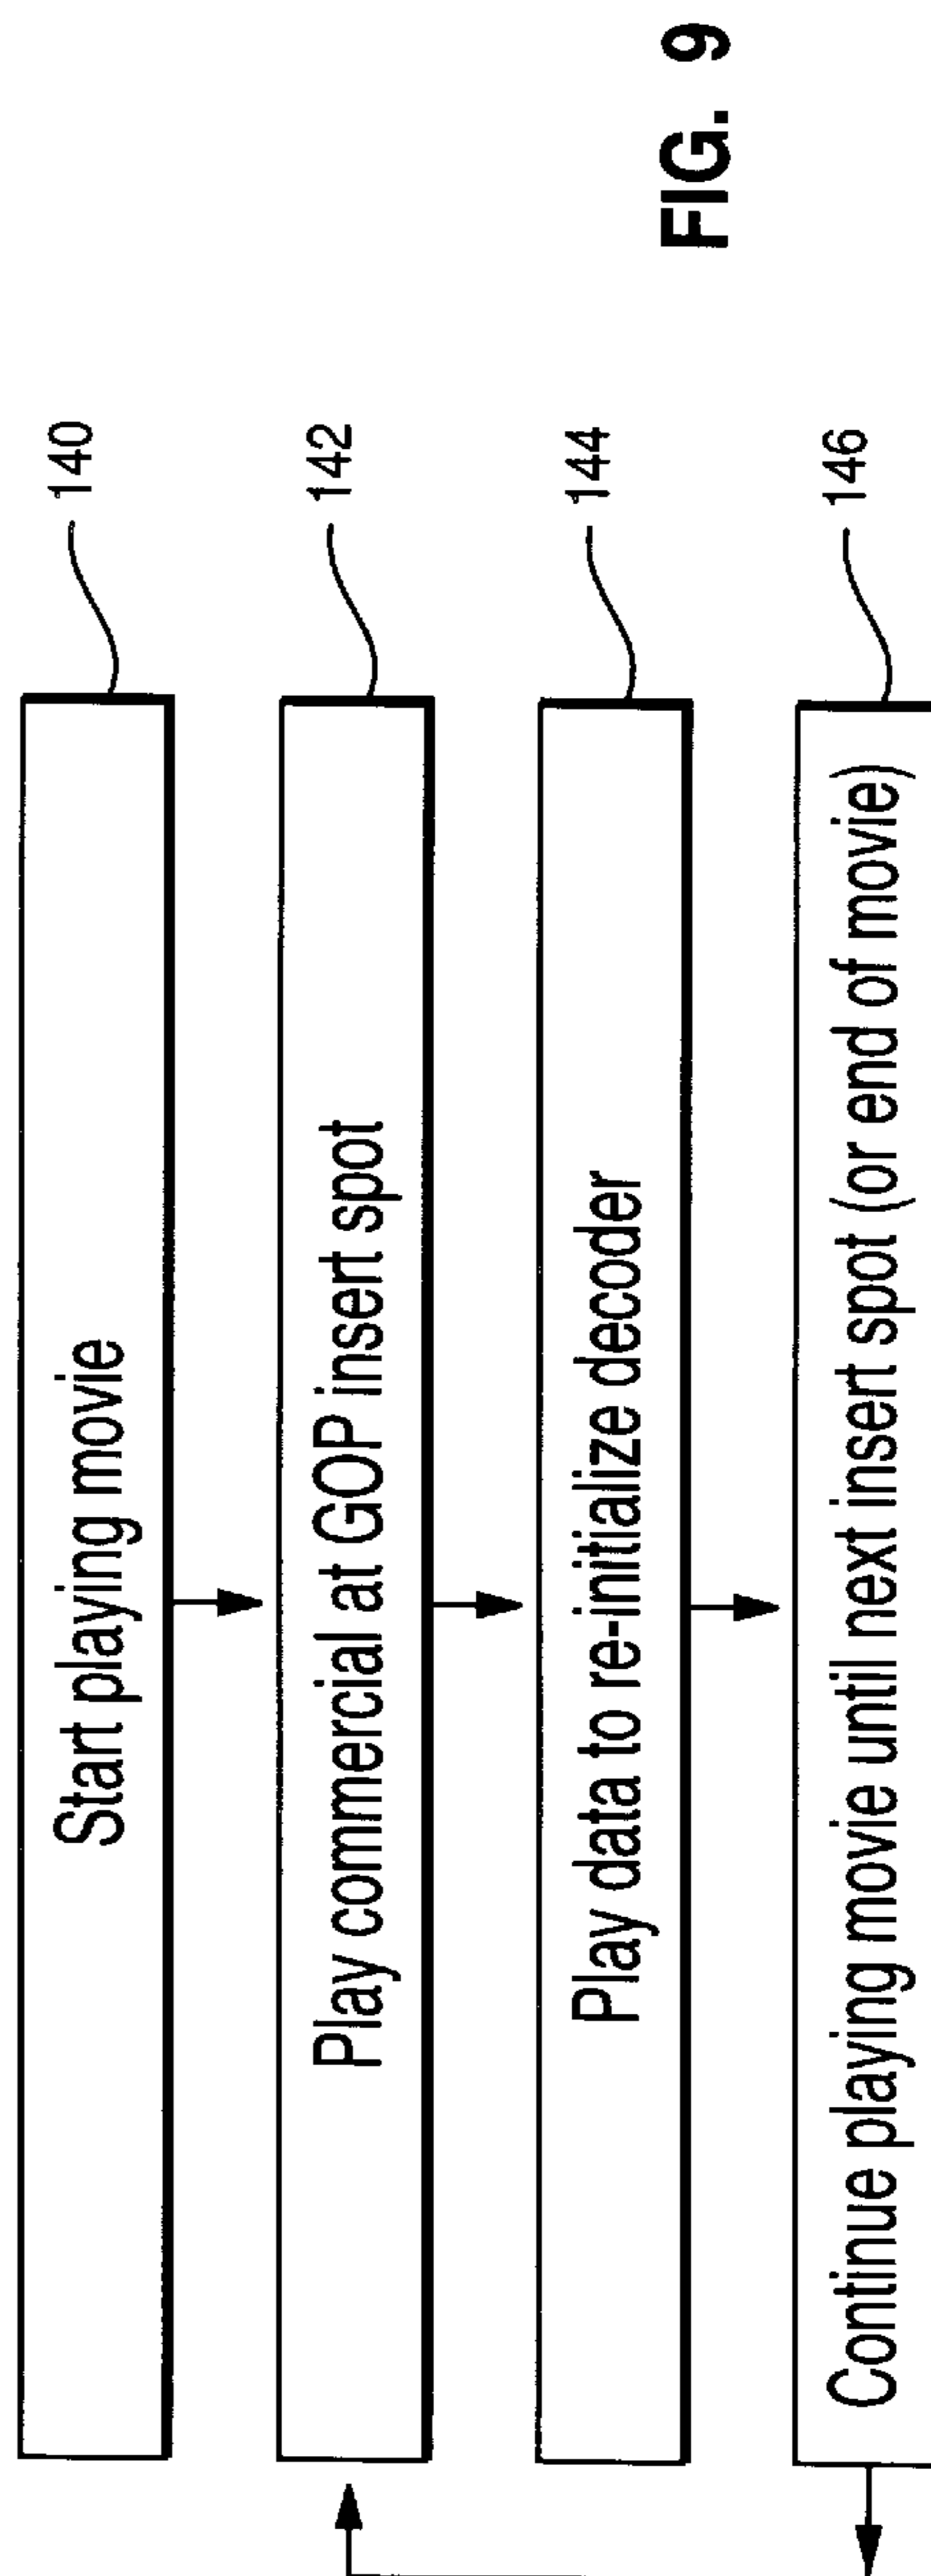 Start playing movie
140
Play commercial at GOP insert spot
142
Play data to re-initialize decoder
144
Continue playing movie until next insert spot (or end of movie)
146
FIG. 9